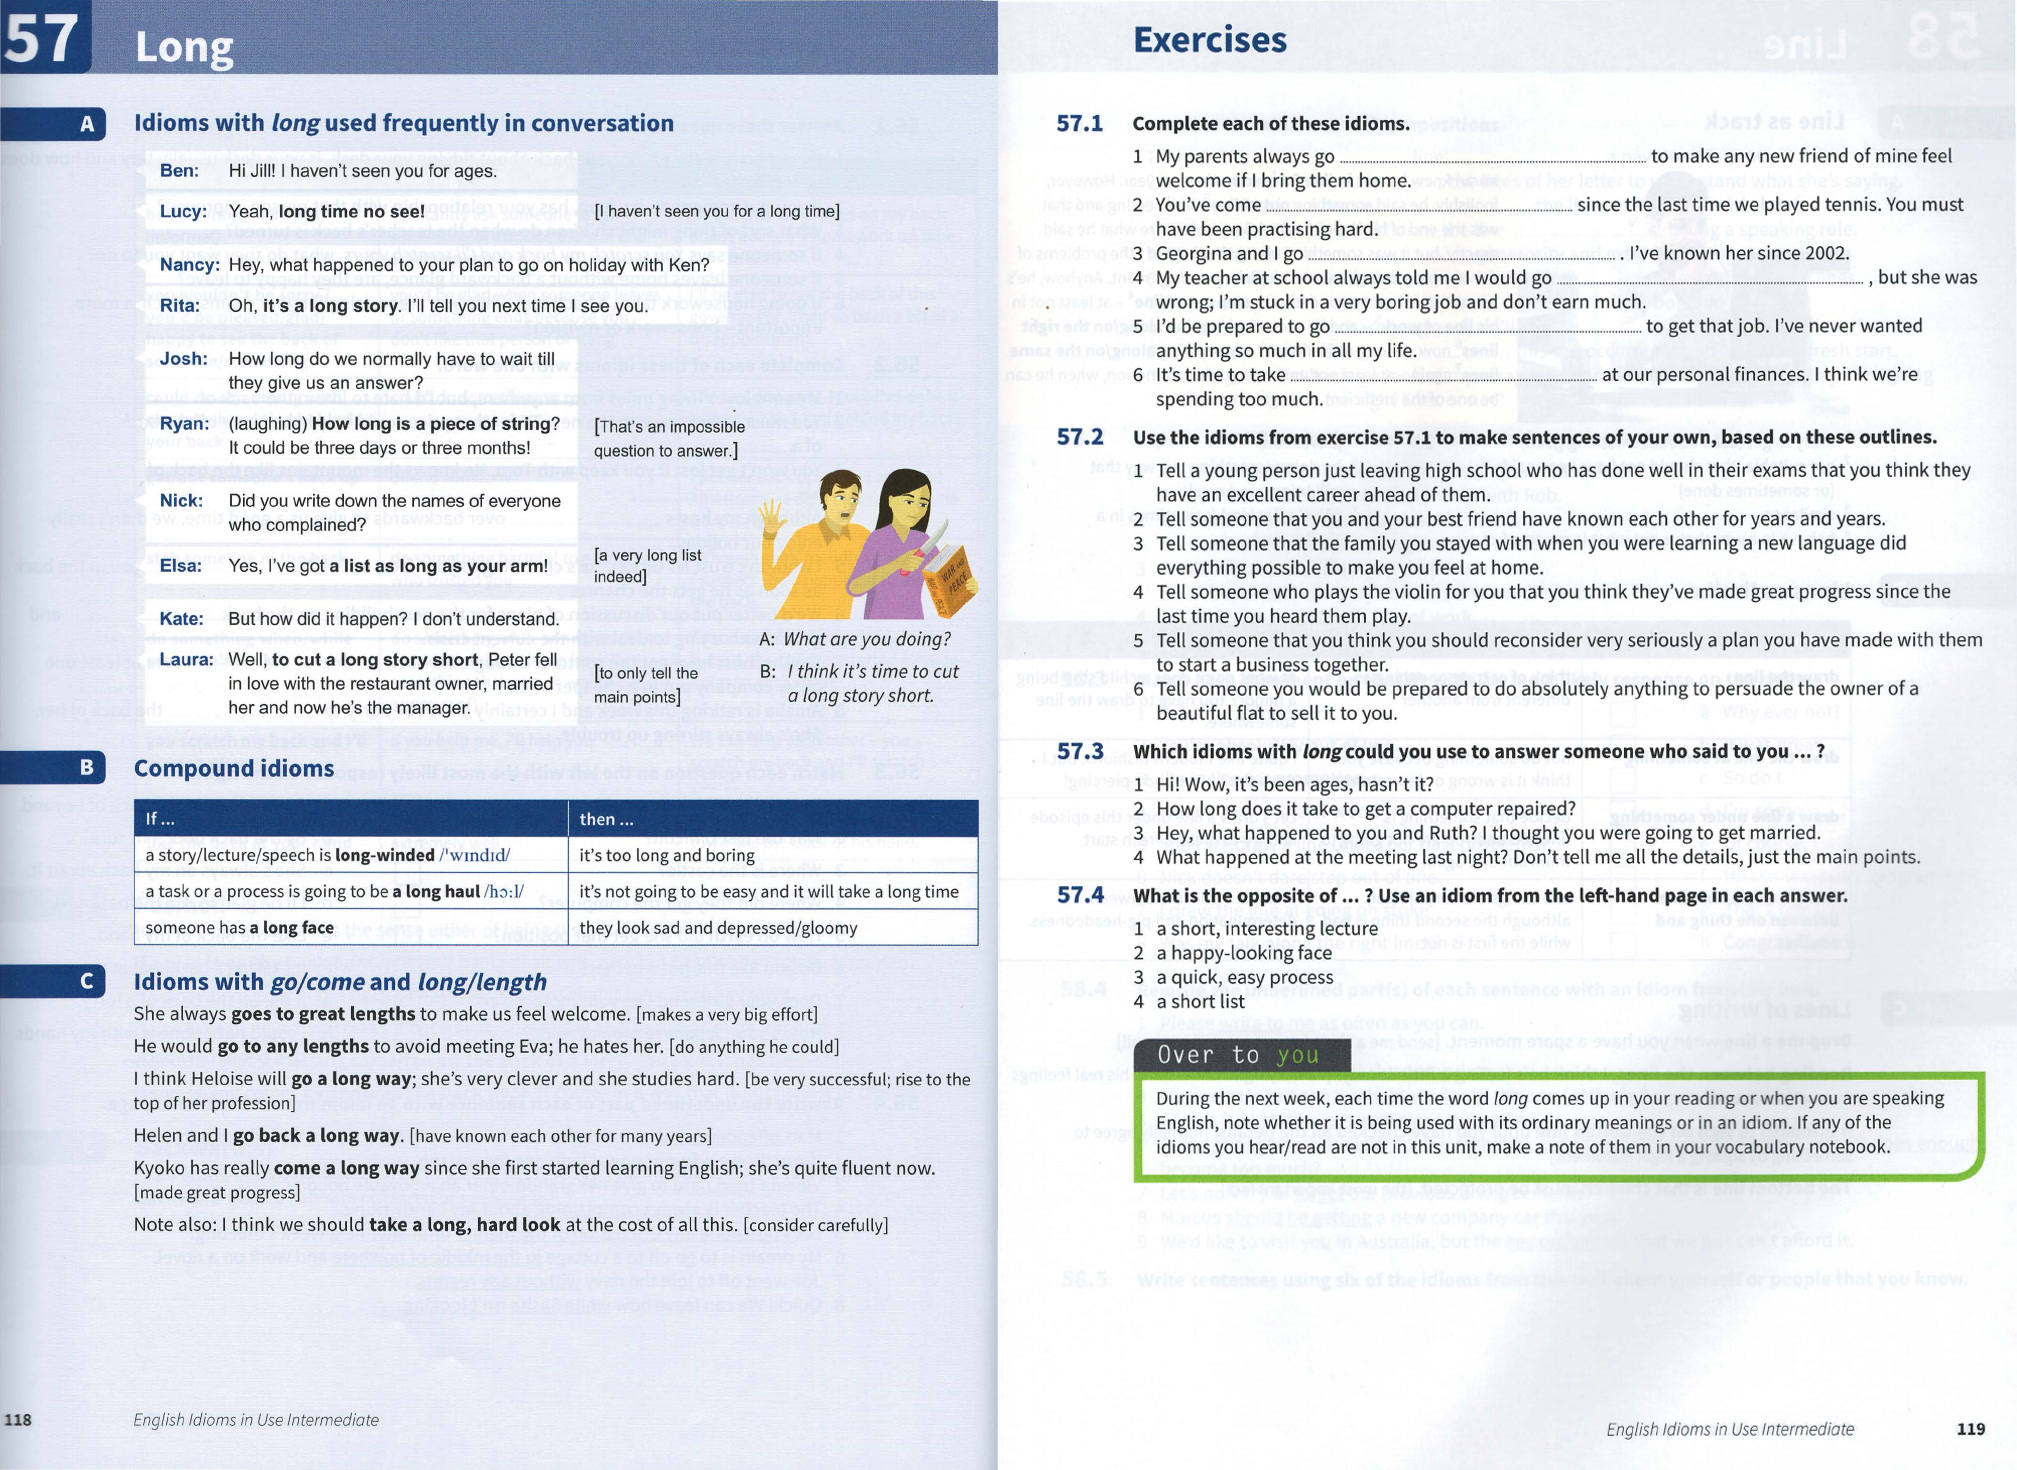 57
Long
A
Idioms with long used frequently in conversation
Ben: Hi Jill! I haven't seen you for ages.
Lucy: Yeah, long time no see!
[I haven't seen you for a long time]
Nancy: Hey, what happened to your plan to go on holiday with Ken?
Rita: Oh, it's a long story. I'll tell you next time I see you.
Josh: How long do we normally have to wait till
they give us an answer?
Ryan: (laughing) How long is a piece of string?
It could be three days or three months!
[That's an impossible
question to answer.]
Nick: Did you write down the names of everyone
who complained?
Elsa: Yes, I've got a list as long as your arm!
[a very long list
indeed]
Kate: But how did it happen? I don't understand.
Laura: Well, to cut a long story short, Peter fell
in love with the restaurant owner, married
her and now he's the manager.
[to only tell the
main points]
WAR AND
PEACE
A: What are you doing?
B: I think it's time to cut
a long story short.
B
Compound idioms
If ...
then ...
a story/lecture/speech is long-winded /ˈwɪndɪd/
it's too long and boring
a task or a process is going to be a long haul /hɔːl/
it's not going to be easy and it will take a long time
someone has a long face
they look sad and depressed/gloomy
C
Idioms with go/come and long/length
She always goes to great lengths to make us feel welcome. [makes a very big effort]
He would go to any lengths to avoid meeting Eva; he hates her. [do anything he could]
I think Heloise will go a long way; she's very clever and she studies hard. [be very successful; rise to the
top of her profession]
Helen and I go back a long way. [have known each other for many years]
Kyoko has really come a long way since she first started learning English; she's quite fluent now.
[made great progress]
Note also: I think we should take a long, hard look at the cost of all this. [consider carefully]
118
English Idioms in Use Intermediate
Exercises
57.1 Complete each of these idioms.
1 My parents always go ........ to make any new friend of mine feel
welcome if I bring them home.
2 You've come ........ since the last time we played tennis. You must
have been practising hard.
3 Georgina and I go ........ . I've known her since 2002.
4 My teacher at school always told me I would go ........ , but she was
wrong; I'm stuck in a very boring job and don't earn much.
5 I'd be prepared to go ........ to get that job. I've never wanted
anything so much in all my life.
6 It's time to take ........ at our personal finances. I think we're
spending too much.
57.2 Use the idioms from exercise 57.1 to make sentences of your own, based on these outlines.
1 Tell a young person just leaving high school who has done well in their exams that you think they
have an excellent career ahead of them.
2 Tell someone that you and your best friend have known each other for years and years.
3 Tell someone that the family you stayed with when you were learning a new language did
everything possible to make you feel at home.
4 Tell someone who plays the violin for you that you think they've made great progress since the
last time you heard them play.
5 Tell someone that you think you should reconsider very seriously a plan you have made with them
to start a business together.
6 Tell someone you would be prepared to do absolutely anything to persuade the owner of a
beautiful flat to sell it to you.
57.3 Which idioms with long could you use to answer someone who said to you ... ?
1 Hi! Wow, it's been ages, hasn't it?
2 How long does it take to get a computer repaired?
3 Hey, what happened to you and Ruth? I thought you were going to get married.
4 What happened at the meeting last night? Don't tell me all the details, just the main points.
57.4 What is the opposite of ... ? Use an idiom from the left-hand page in each answer.
1 a short, interesting lecture
2 a happy-looking face
3 a quick, easy process
4 a short list
Over to you
During the next week, each time the word long comes up in your reading or when you are speaking
English, note whether it is being used with its ordinary meanings or in an idiom. If any of the
idioms you hear/read are not in this unit, make a note of them in your vocabulary notebook.
English Idioms in Use Intermediate
119